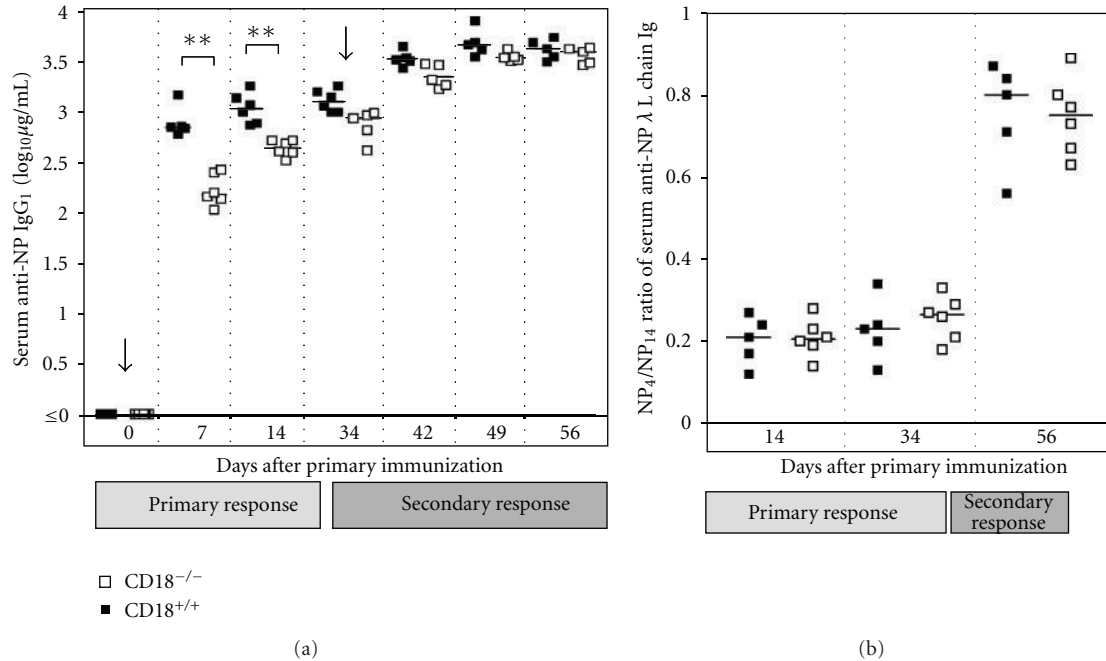 Serum anti-NP IgG₁ (log₁₀μg/mL)
4
3.5
3
2.5
2
1.5
1
0.5
≦0
** **
0 7 14 34 42 49 56
Days after primary immunization
Primary response Secondary response
□ CD18⁻/⁻
■ CD18⁺/⁺
(a)
NP₄/NP₁₄ ratio of serum anti-NP λ L chain Ig
1
0.8
0.6
0.4
0.2
0
14 34 56
Days after primary immunization
Primary response
Secondary
response
(b)